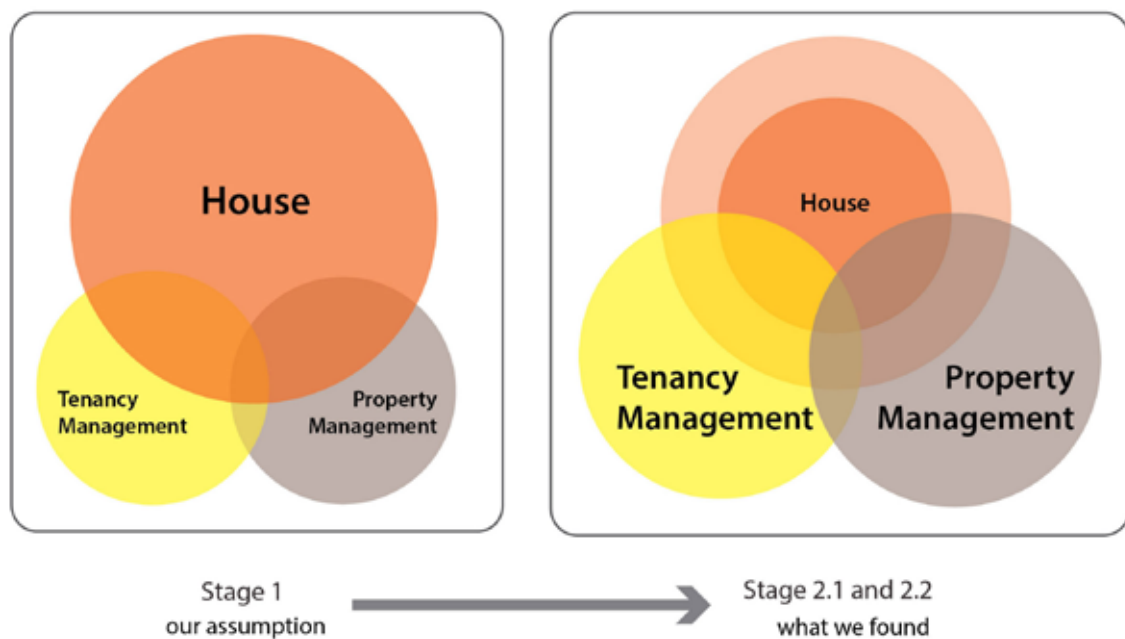 House
Tenancy
Management
Property
Management
House
Tenancy
Management
Property
Management
Stage 1
our assumption
Stage 2.1 and 2.2
what we found